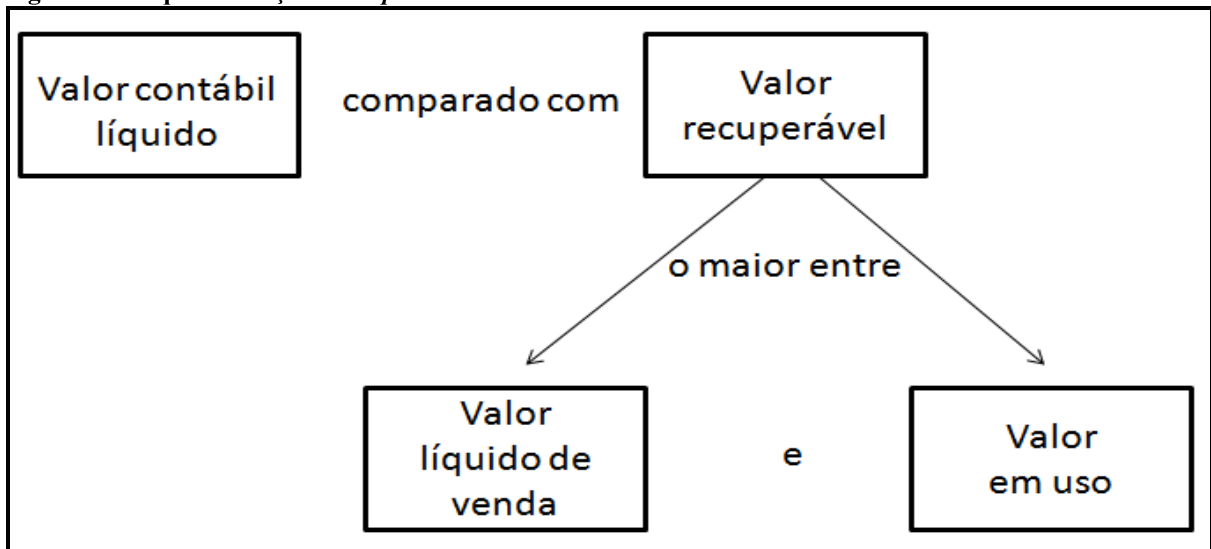 Valor contábil
líquido
comparado com
Valor
recuperável
o maior entre
Valor
líquido de
venda
e
Valor
em uso